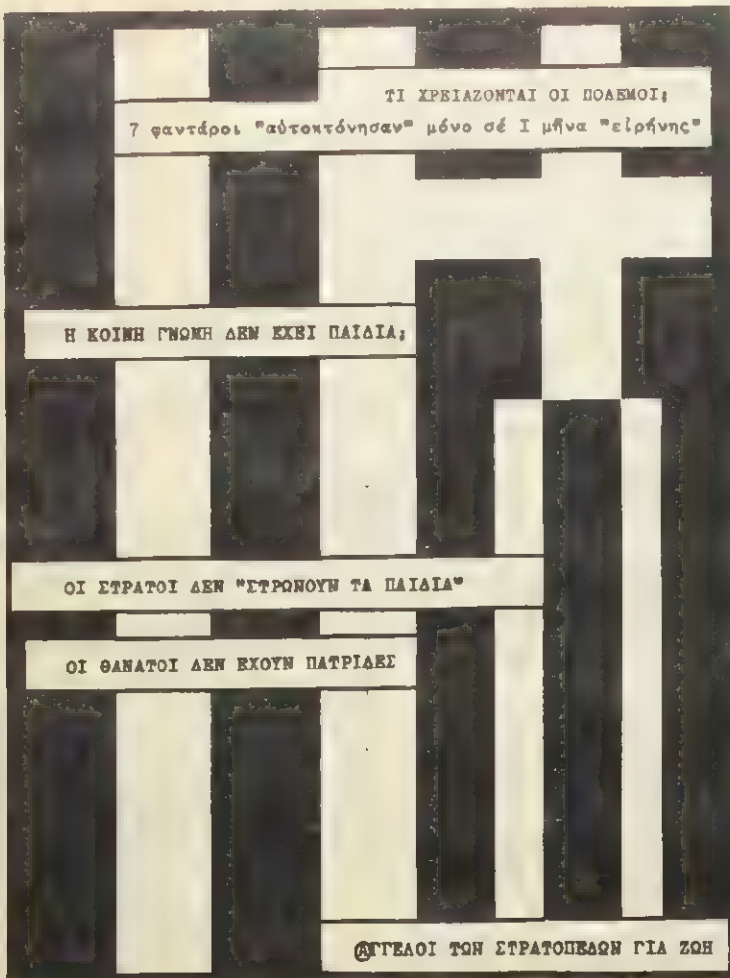 ΤΙ ΧΡΕΙΑΖΟΝΤΑΙ ΟΙ ΠΟΛΕΜΟΙ;
7 φαντάροι "αὐτοκτόνησαν" μόνο σέ Ι μῆνα "εἰρήνης"
Η ΚΟΙΝΗ ΓΝΩΜΗ ΔΕΝ ΕΧΕΙ ΠΑΙΔΙΑ;
ΟΙ ΣΤΡΑΤΟΙ ΔΕΝ "ΣΤΡΩΝΟΥΝ ΤΑ ΠΑΙΔΙΑ"
ΟΙ ΘΑΝΑΤΟΙ ΔΕΝ ΕΧΟΥΝ ΠΑΤΡΙΔΕΣ
ⒶΓΓΕΛΟΙ ΤΩΝ ΣΤΡΑΤΟΠΕΔΩΝ ΓΙΑ ΖΩΗ